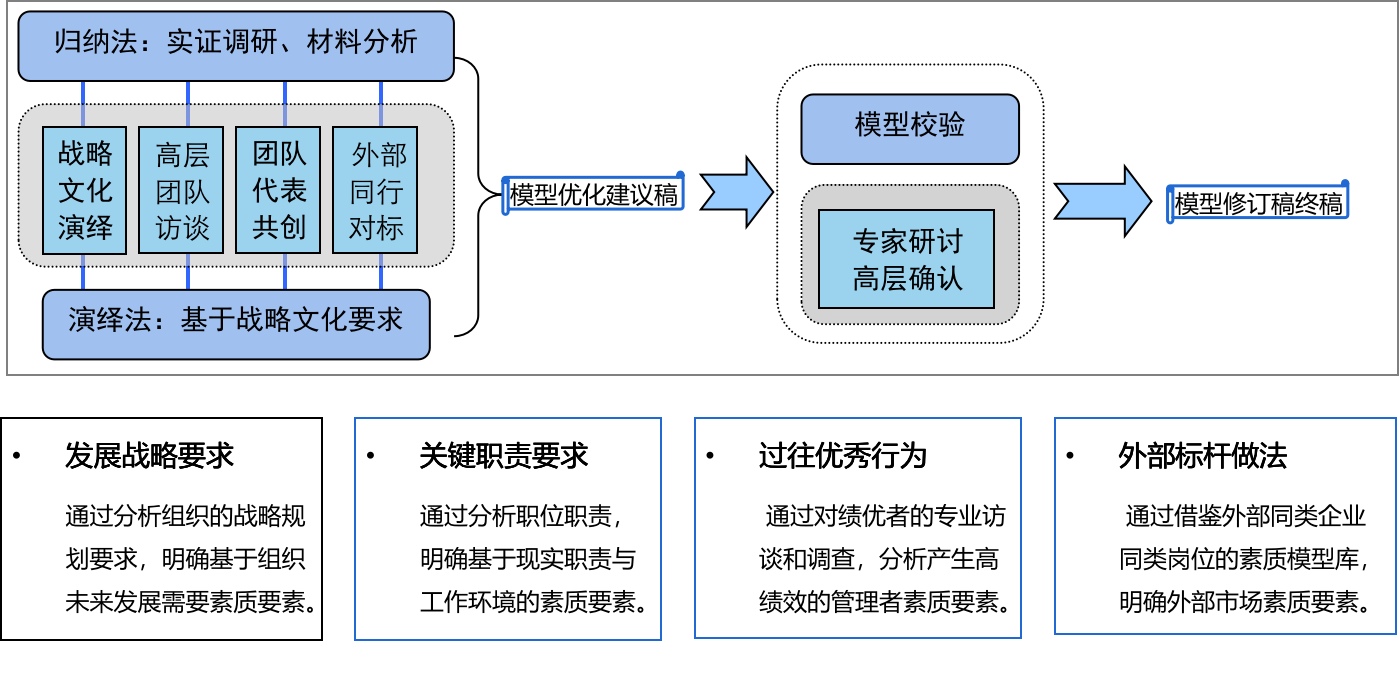 归纳法：实证调研、材料分析
战略
文化
演绎
高层
团队
访谈
团队
代表
共创
外部
同行
对标
演绎法：基于战略文化要求
模型优化建议稿
模型校验
专家研讨
高层确认
模型修订稿终稿
• 发展战略要求
通过分析组织的战略规
划要求，明确基于组织
未来发展需要素质要素。
• 关键职责要求
通过分析职位职责，
明确基于现实职责与
工作环境的素质要素。
• 过往优秀行为
通过对绩优者的专业访
谈和调查，分析产生高
绩效的管理者素质要素。
• 外部标杆做法
通过借鉴外部同类企业
同类岗位的素质模型库，
明确外部市场素质要素。